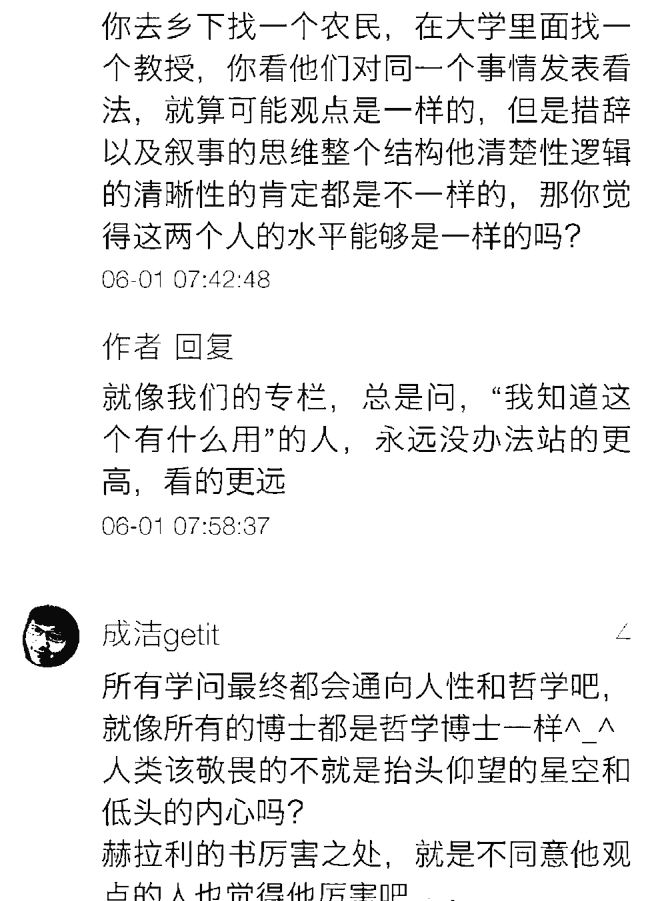 你去乡下找一个农民，在大学里面找一
个教授，你看他们对同一个事情发表看
法，就算可能观点是一样的，但是措辞
以及叙事的思维整个结构他清楚性逻辑
的清晰性的肯定都是不一样的，那你觉
得这两个人的水平能够是一样的吗？
06-01 07:42:48
作者 回复
就像我们的专栏，总是问，“我知道这
个有什么用”的人，永远没办法站的更
高，看的更远
06-01 07:58:37
成洁getit
所有学问最终都会通向人性和哲学吧，
就像所有的博士都是哲学博士一样^_^
人类该敬畏的不就是抬头仰望的星空和
低头的内心吗？
赫拉利的书厉害之处，就是不同意他观
点的人也觉得他厉害吧